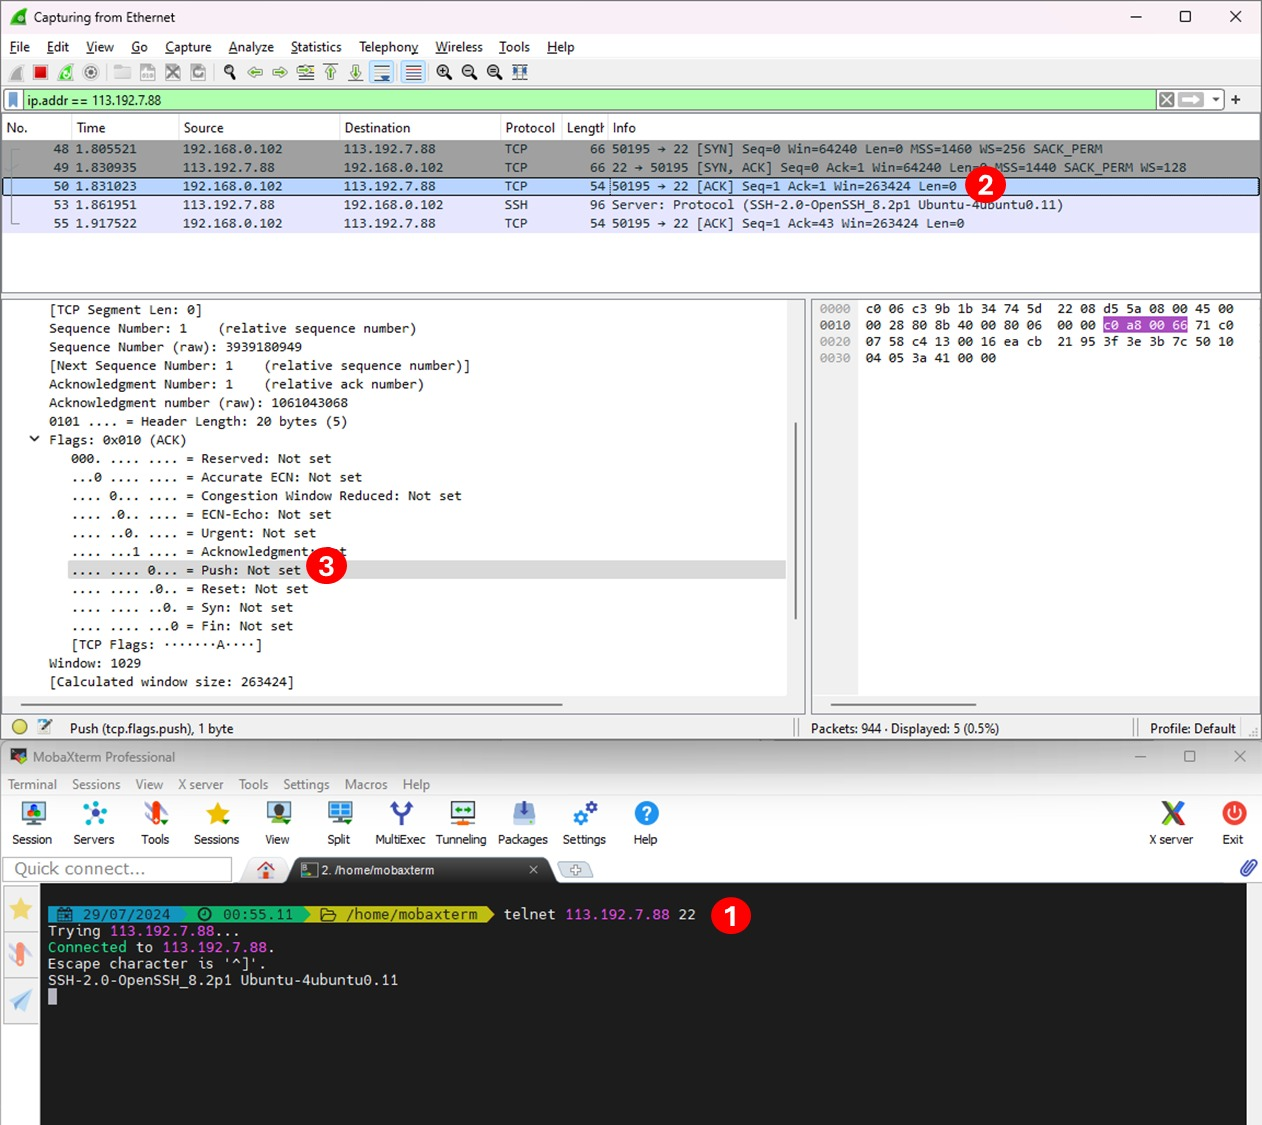 Capturing from Ethernet
File Edit View Go Capture Analyze Statistics Telephony Wireless Tools Help
ip.addr == 113.192.7.88
No. Time Source Destination Protocol Length Info
48 1.805521 192.168.0.102 113.192.7.88 TCP 66 50195 → 22 [SYN] Seq=0 Win=64240 Len=0 MSS=1460 WS=256 SACK_PERM
49 1.830935 113.192.7.88 192.168.0.102 TCP 66 22 → 50195 [SYN, ACK] Seq=0 Ack=1 Win=64240 Len=0 MSS=1440 SACK_PERM WS=128
50 1.831023 192.168.0.102 113.192.7.88 TCP 54 50195 → 22 [ACK] Seq=1 Ack=1 Win=263424 Len=0
2
53 1.861951 113.192.7.88 192.168.0.102 SSH 96 Server: Protocol (SSH-2.0-OpenSSH_8.2p1 Ubuntu-4ubuntu0.11)
55 1.917522 192.168.0.102 113.192.7.88 TCP 54 50195 → 22 [ACK] Seq=1 Ack=43 Win=263424 Len=0
[TCP Segment Len: 0]
Sequence Number: 1 (relative sequence number)
Sequence Number (raw): 3939180949
[Next Sequence Number: 1 (relative sequence number)]
Acknowledgment Number: 1 (relative ack number)
Acknowledgment number (raw): 1061043068
0101 .... = Header Length: 20 bytes (5)
Flags: 0x010 (ACK)
000. .... .... = Reserved: Not set
...0 .... .... = Accurate ECN: Not set
.... 0... .... = Congestion Window Reduced: Not set
.... .0.. .... = ECN-Echo: Not set
.... ..0. .... = Urgent: Not set
.... ...1 .... = Acknowledgment:
.... .... 0... = Push: Not set
3
.... .... .0.. = Reset: Not set
.... .... ..0. = Syn: Not set
.... .... ...0 = Fin: Not set
[TCP Flags: ·······A····]
Window: 1029
[Calculated window size: 263424]
0000 c0 06 c3 9b 1b 34 74 5d 22 08 d5 5a 08 00 45 00
0010 00 28 80 8b 40 00 80 06 00 00 c0 a8 00 66 71 c0
0020 07 58 c4 13 00 16 ea cb 21 95 3f 3e 3b 7c 50 10
0030 04 05 3a 41 00 00
Push (tcp.flags.push), 1 byte
Packets: 944 · Displayed: 5 (0.5%)
Profile: Default
MobaXterm Professional
Terminal Sessions View X server Tools Settings Macros Help
Session Servers Tools Sessions View Split MultiExec Tunneling Packages Settings Help X server Exit
Quick connect...
2. /home/mobaxterm
29/07/2024 00:55.11 /home/mobaxterm telnet 113.192.7.88 22
1
Trying 113.192.7.88...
Connected to 113.192.7.88.
Escape character is '^]'.
SSH-2.0-OpenSSH_8.2p1 Ubuntu-4ubuntu0.11